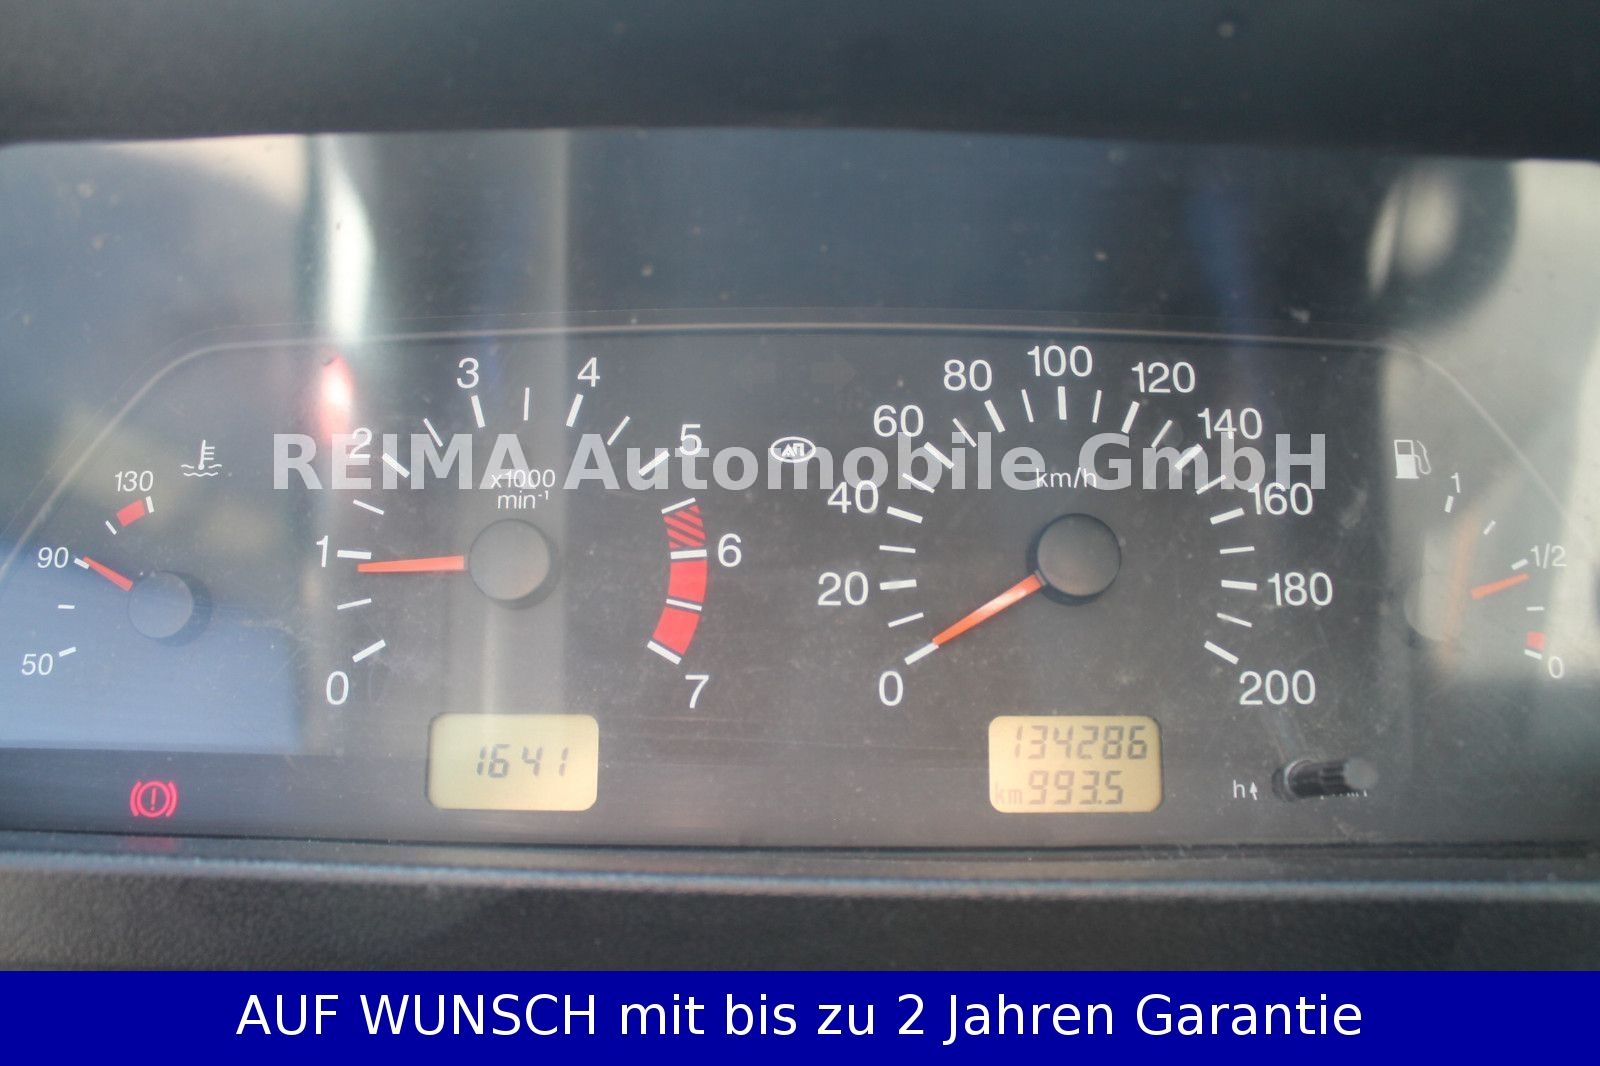 3 4
2 5
x1000
min-1
1 6
0 7
130
90
50
80 100 120
60 140
km/h
40 160
20 180
0 200
1
1/2
0
REIMA Automobile GmbH
АП
1641
134286
km 993.5
h
AUF WUNSCH mit bis zu 2 Jahren Garantie